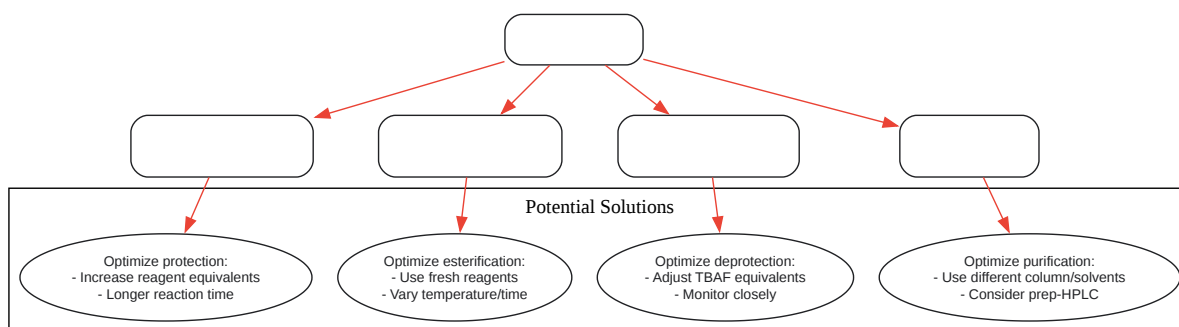 Potential Solutions
Optimize protection:
- Increase reagent equivalents
- Longer reaction time
Optimize esterification:
- Use fresh reagents
- Vary temperature/time
Optimize deprotection:
- Adjust TBAF equivalents
- Monitor closely
Optimize purification:
- Use different column/solvents
- Consider prep-HPLC